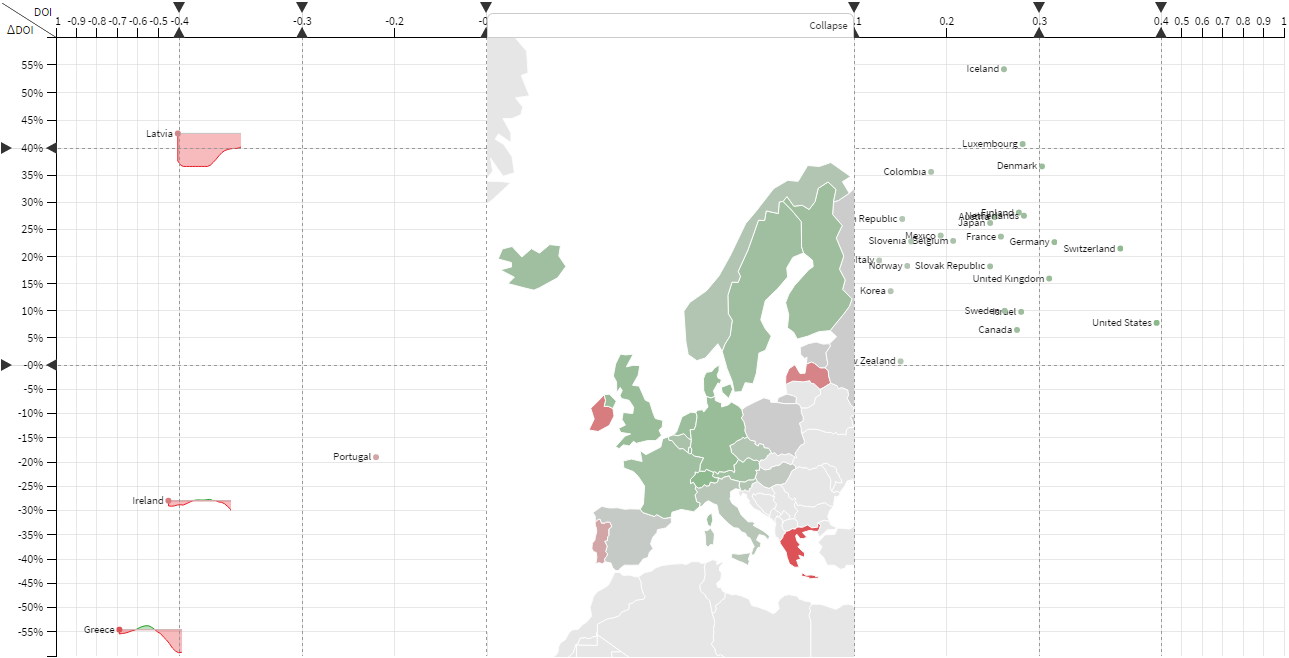 DOI
Collapse
ΔDOI
1 -0.9 -0.8 -0.7 -0.6 -0.5 -0.4 -0.3 -0.2 -0 .1 0.2 0.3 0.4 0.5 0.6 0.7 0.8 0.9 1
55% Iceland
50%
45%
Latvia
40% Luxembourg
Denmark
35% Colombia
30%
Finland
Republic
25% Japan
Mexico France
Slovenia Belgium Germany
Switzerland
20% Italy
Norway Slovak Republic
15% United Kingdom
Korea
10% Sweden Israel
United States
5% Canada
-0% Zealand
-5%
-10%
-15%
-20% Portugal
-25%
Ireland
-30%
-35%
-40%
-45%
-50%
-55% Greece